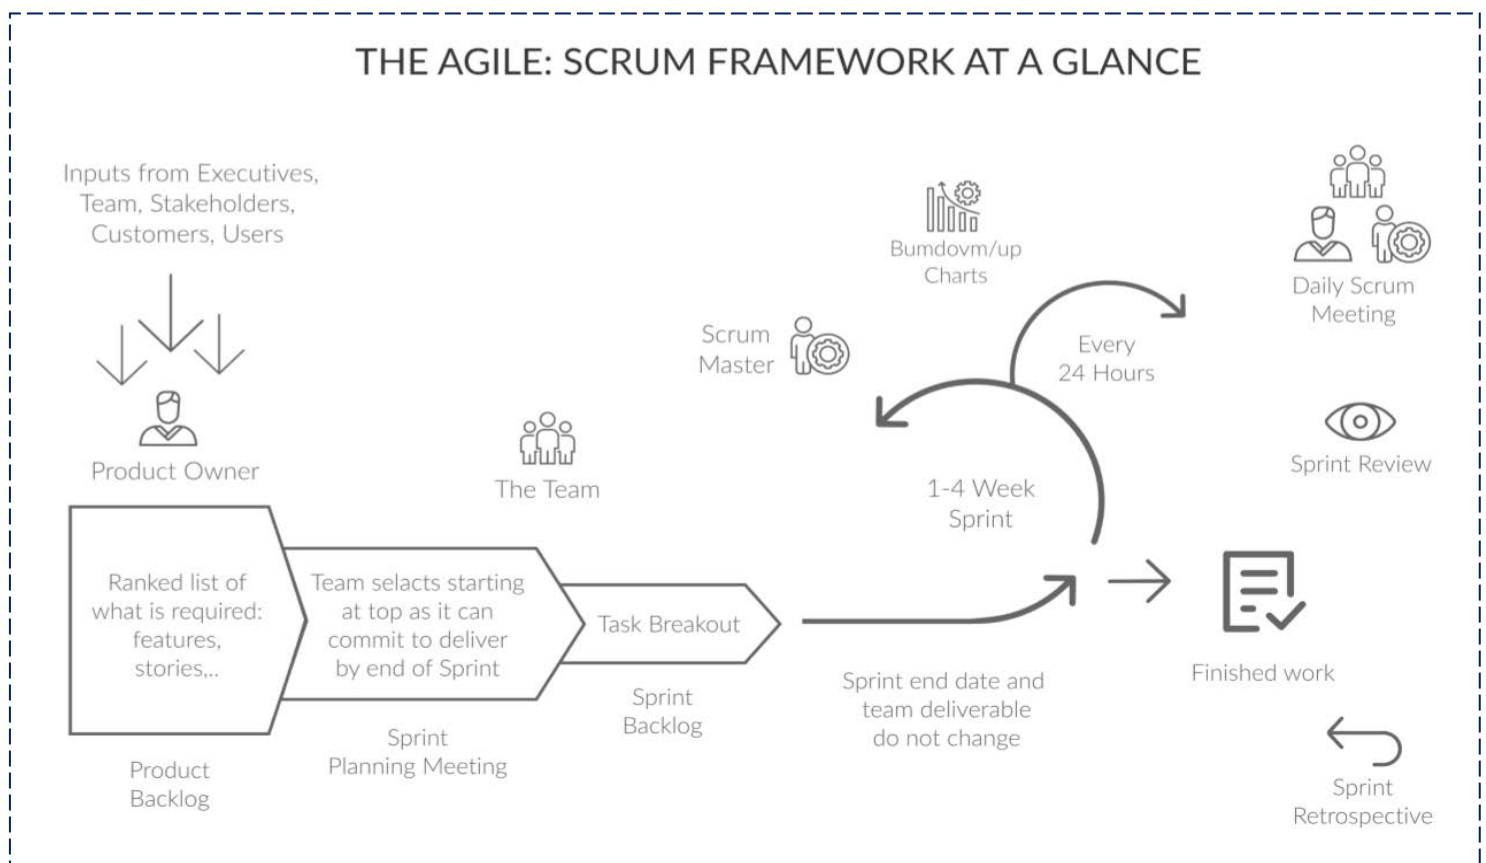 THE AGILE: SCRUM FRAMEWORK AT A GLANCE
Inputs from Executives,
Team, Stakeholders,
Customers, Users
Product Owner
Ranked list of
what is required:
features,
stories,..
Product
Backlog
The Team
Team selacts starting
at top as it can
commit to deliver
by end of Sprint
Sprint
Planning Meeting
Task Breakout
Sprint
Backlog
Scrum
Master
Bumdovm/up
Charts
Every
24 Hours
1-4 Week
Sprint
Sprint end date and
team deliverable
do not change
Daily Scrum
Meeting
Sprint Review
Finished work
Sprint
Retrospective